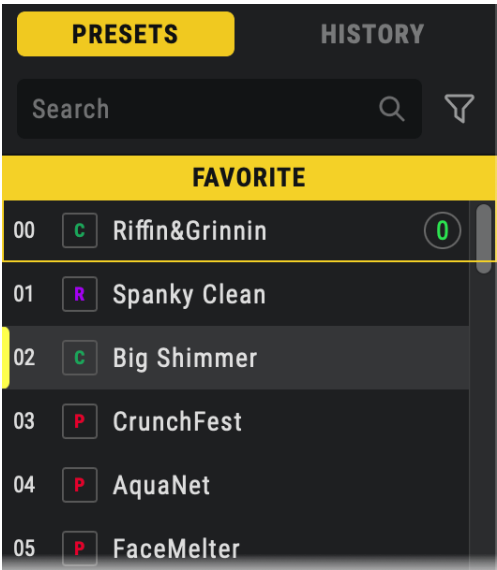 PRESETS HISTORY
Search
FAVORITE
00 C Riffin&Grinnin 0
01 R Spanky Clean
02 C Big Shimmer
03 P CrunchFest
04 P AquaNet
05 P FaceMelter